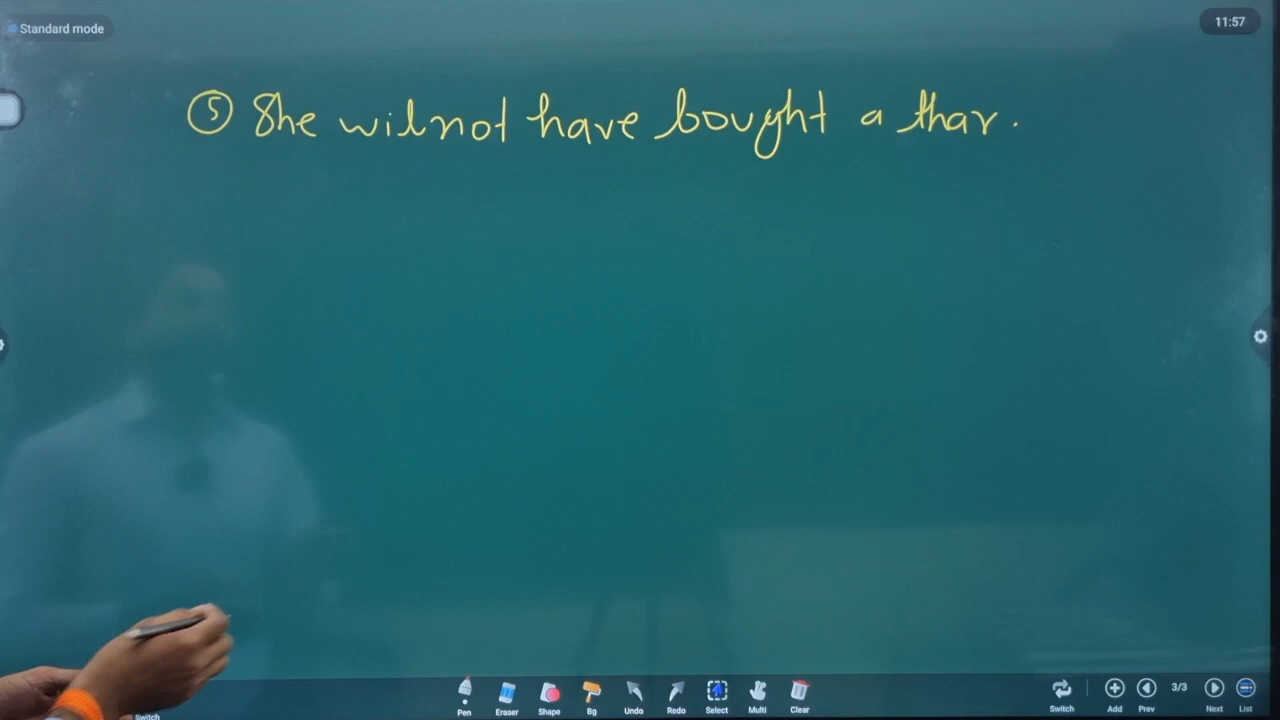 Standard mode
11:57
⑤ She wilnot have bought a thar.
Pen Eraser Shape Bg Undo Redo Select Multi Clear
Switch Add Prev 3/3 Next List
Switch